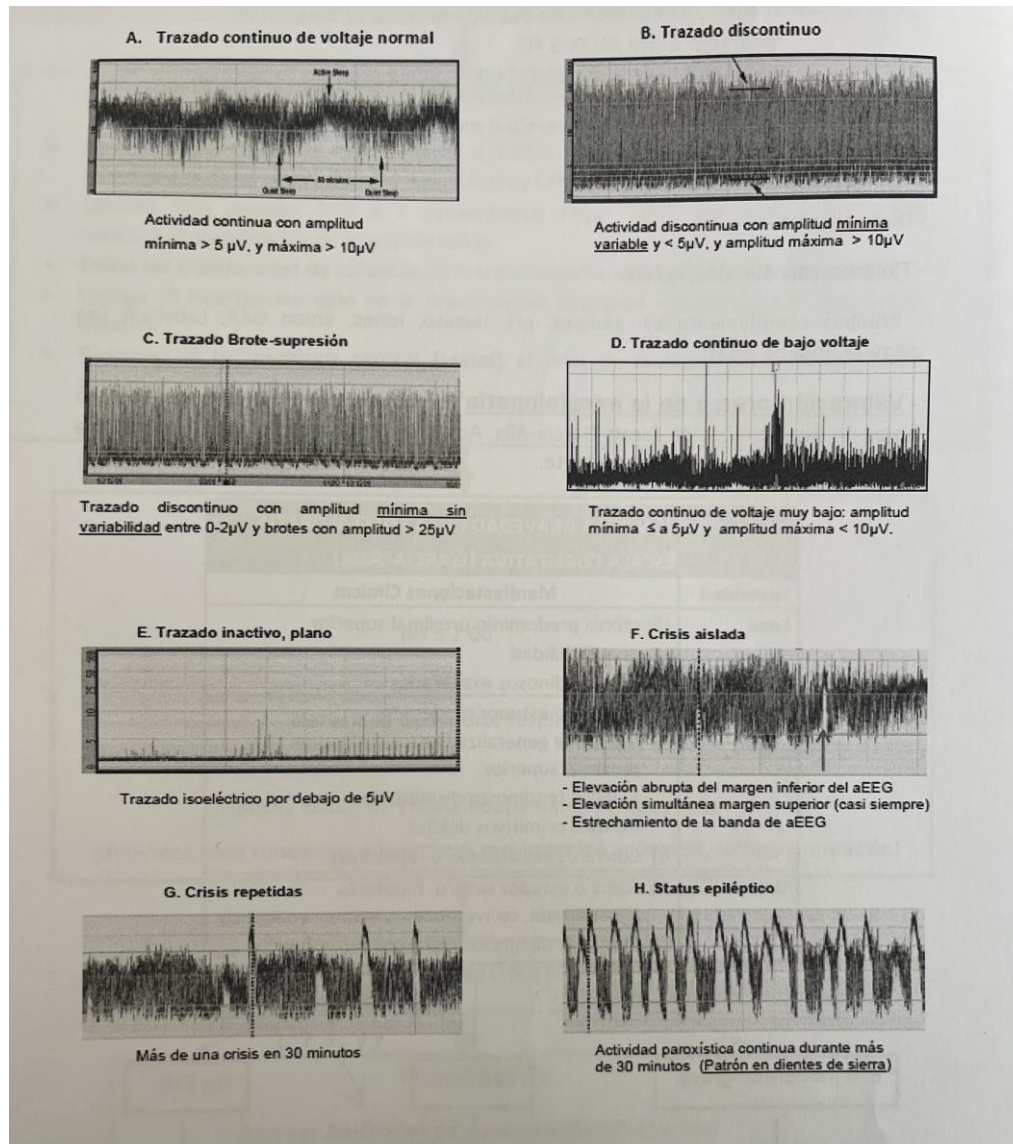 A. Trazado continuo de voltaje normal
Active Sleep
Quiet Sleep
Quiet Sleep
Actividad continua con amplitud
mínima > 5 µV, y máxima > 10µV
B. Trazado discontinuo
Actividad discontinua con amplitud mínima
variable y < 5µV, y amplitud máxima > 10µV
C. Trazado Brote-supresión
Trazado discontinuo con amplitud mínima sin
variabilidad entre 0-2µV y brotes con amplitud > 25µV
D. Trazado continuo de bajo voltaje
Trazado continuo de voltaje muy bajo: amplitud
mínima ≤ a 5µV y amplitud máxima < 10µV.
E. Trazado inactivo, plano
Trazado isoeléctrico por debajo de 5µV
F. Crisis aislada
- Elevación abrupta del margen inferior del aEEG
- Elevación simultánea margen superior (casi siempre)
- Estrechamiento de la banda de aEEG
G. Crisis repetidas
Más de una crisis en 30 minutos
H. Status epiléptico
Actividad paroxística continua durante más
de 30 minutos (Patrón en dientes de sierra)